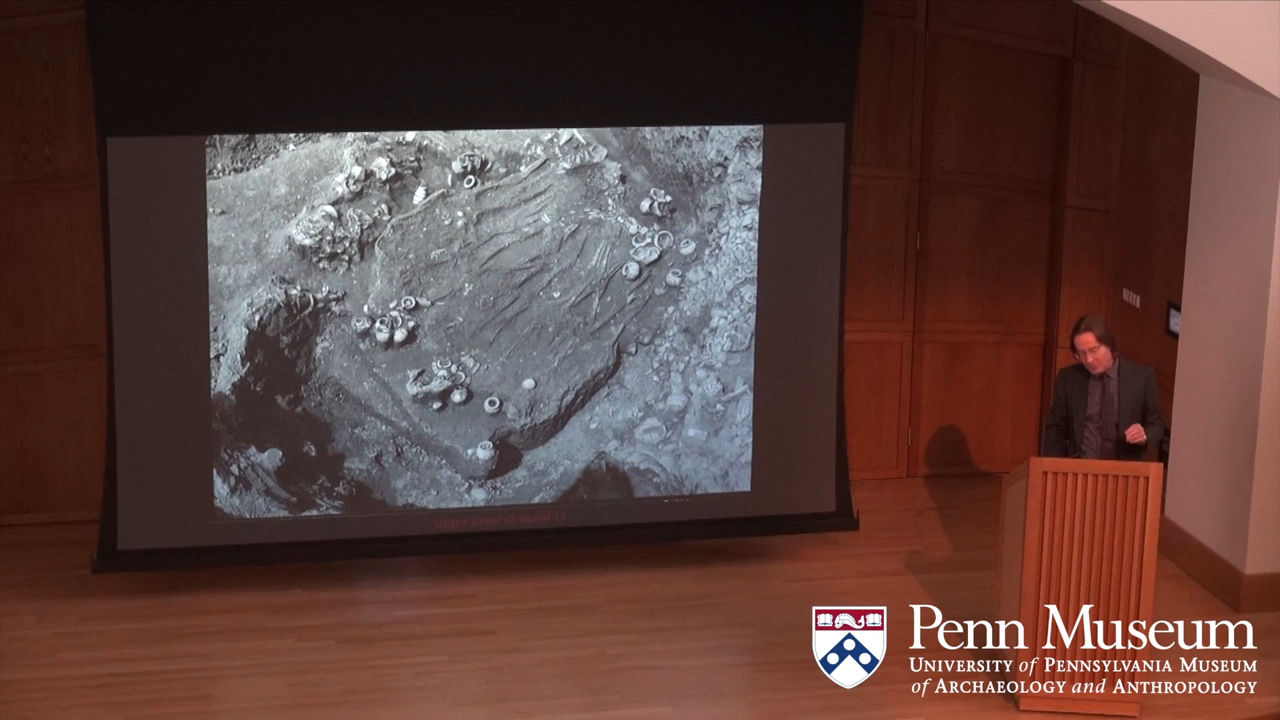 Penn Museum
UNIVERSITY of PENNSYLVANIA MUSEUM
of ARCHAEOLOGY and ANTHROPOLOGY